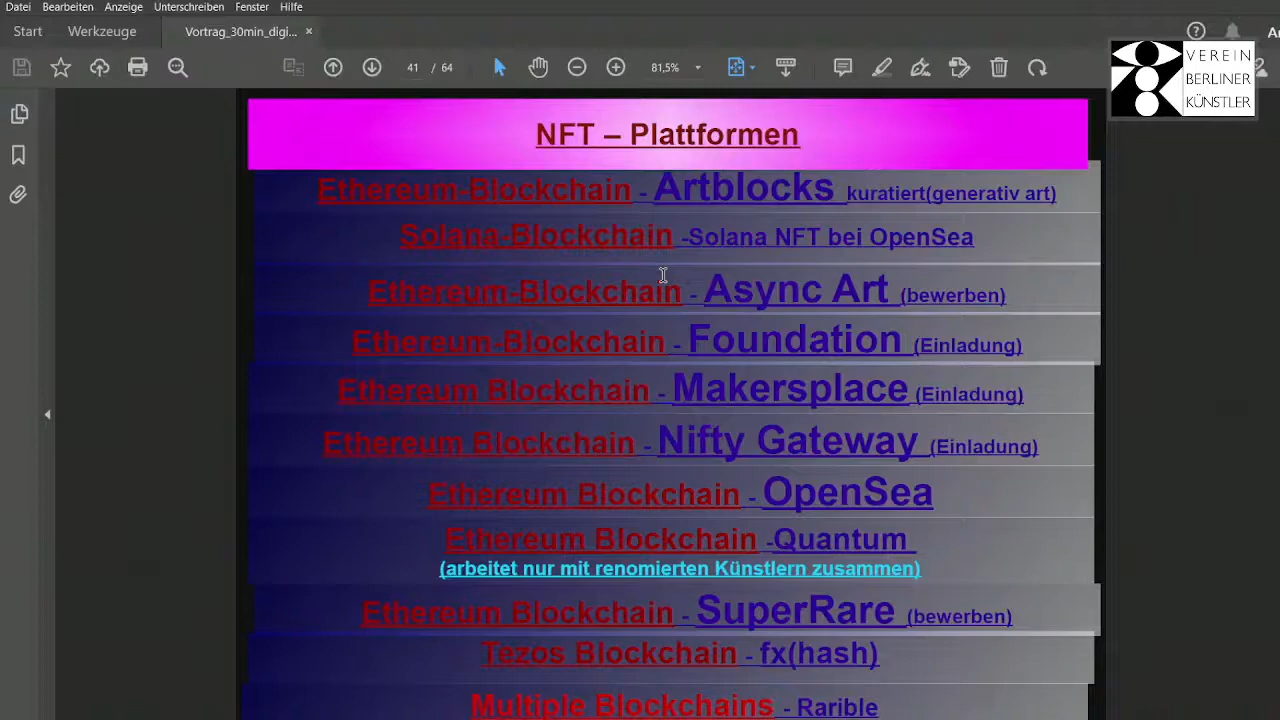 Datei Bearbeiten Anzeige Unterschreiben Fenster Hilfe
Start Werkzeuge Vortrag_30min_digi... ×
41 / 64 81,5%
VEREIN
BERLINER
KÜNSTLER
NFT – Plattformen
Ethereum-Blockchain - Artblocks kuratiert(generativ art)
Solana-Blockchain -Solana NFT bei OpenSea
Ethereum-Blockchain - Async Art (bewerben)
Ethereum-Blockchain - Foundation (Einladung)
Ethereum Blockchain - Makersplace (Einladung)
Ethereum Blockchain - Nifty Gateway (Einladung)
Ethereum Blockchain - OpenSea
Ethereum Blockchain -Quantum
(arbeitet nur mit renomierten Künstlern zusammen)
Ethereum Blockchain - SuperRare (bewerben)
Tezos Blockchain - fx(hash)
Multiple Blockchains - Rarible